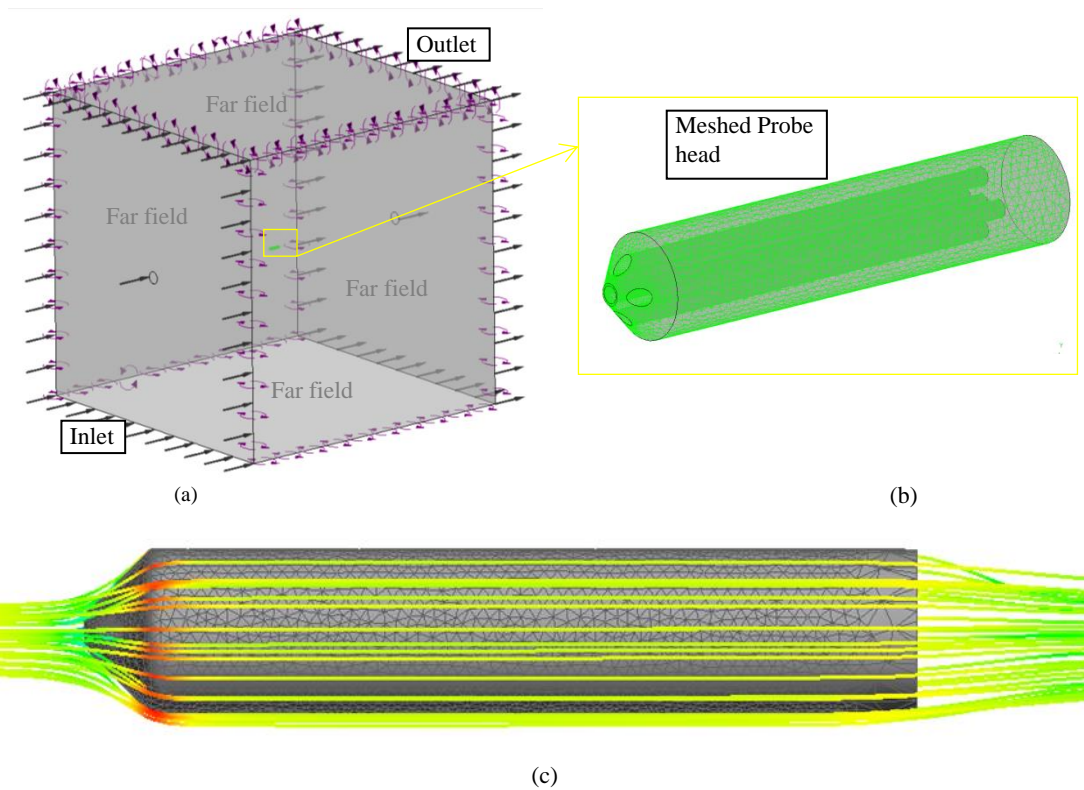 Outlet
Far field
Far field
Far field
Far field
Inlet
(a)
Meshed Probe
head
(b)
(c)